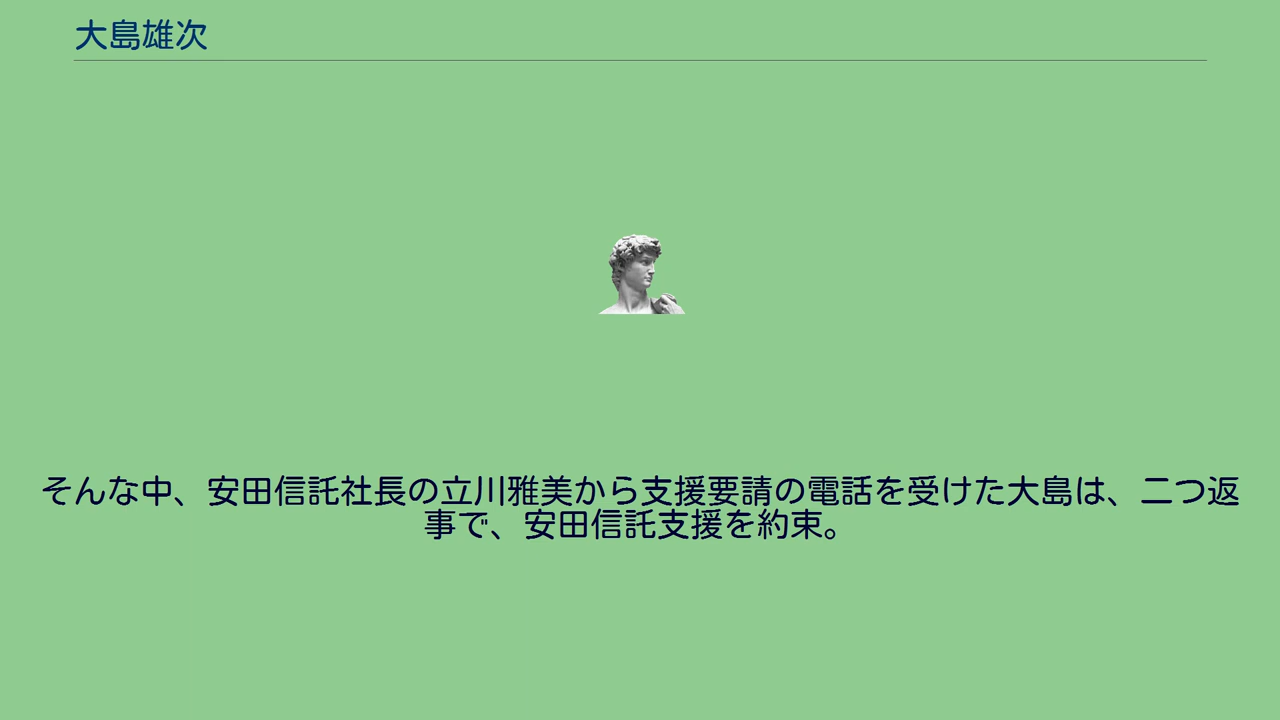 大島雄次
そんな中、安田信託社長の立川雅美から支援要請の電話を受けた大島は、二つ返
事で、安田信託支援を約束。